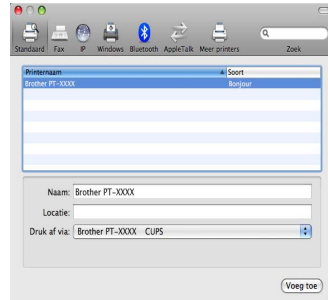 Standaard Fax IP Windows Bluetooth AppleTalk Meer printers Zoek
Printernaam Soort
Brother PT-XXXX Bonjour
Naam: Brother PT-XXXX
Locatie:
Druk af via: Brother PT-XXXX CUPS
Voeg toe